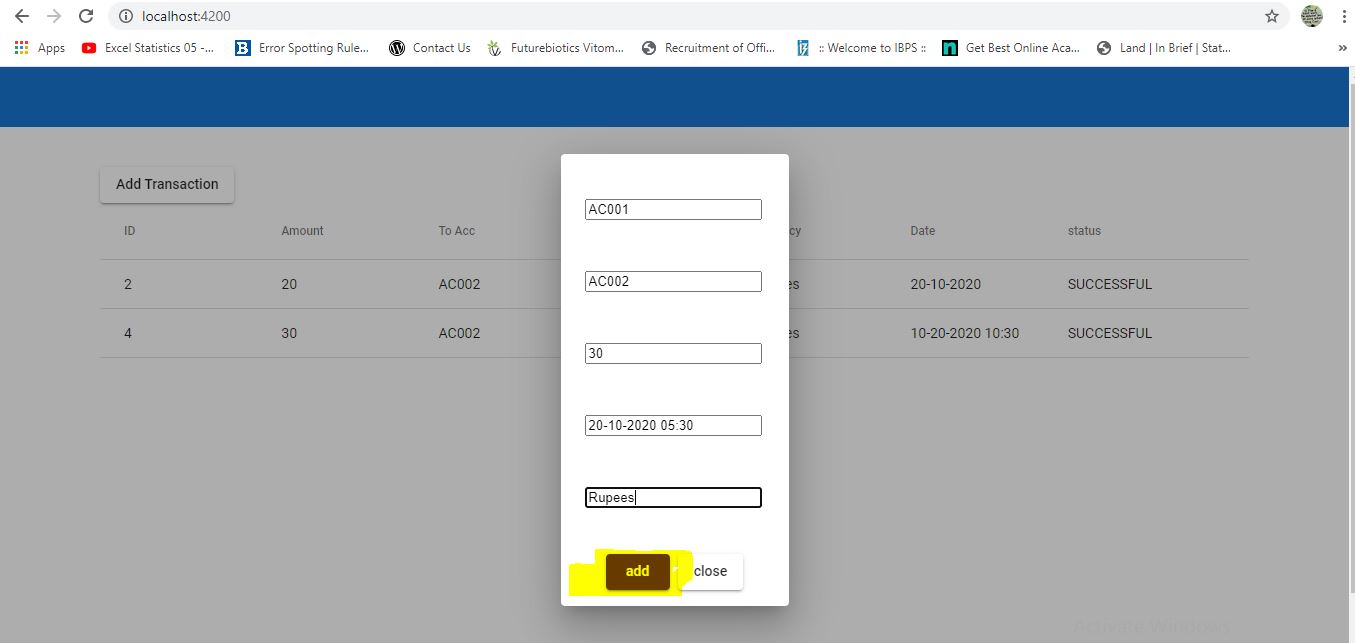 localhost:4200
Apps Excel Statistics 05 -... Error Spotting Rule... Contact Us Futurebiotics Vitom... Recruitment of Offi... :: Welcome to IBPS :: Get Best Online Aca... Land | In Brief | Stat... »
Add Transaction
ID Amount To Acc cy Date status
2 20 AC002 es 20-10-2020 SUCCESSFUL
4 30 AC002 es 10-20-2020 10:30 SUCCESSFUL
AC001
AC002
30
20-10-2020 05:30
Rupees
add close
Activate Windows